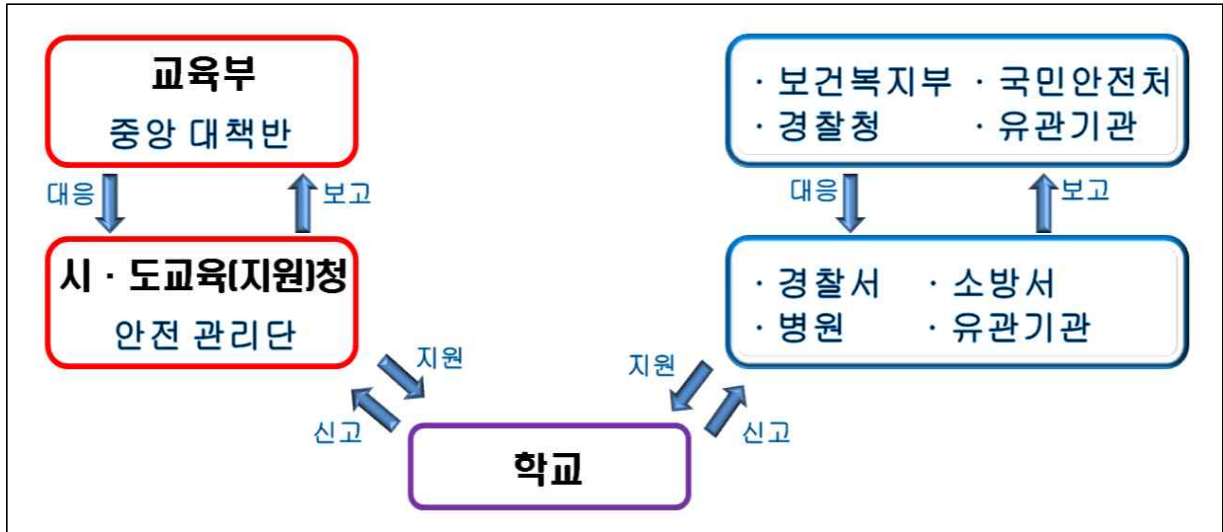 교육부
중앙 대책반
대응
보고
시·도교육(지원)청
안전 관리단
· 보건복지부 · 국민안전처
· 경찰청 · 유관기관
대응
보고
· 경찰서 · 소방서
· 병원 · 유관기관
지원
신고
지원
신고
학교